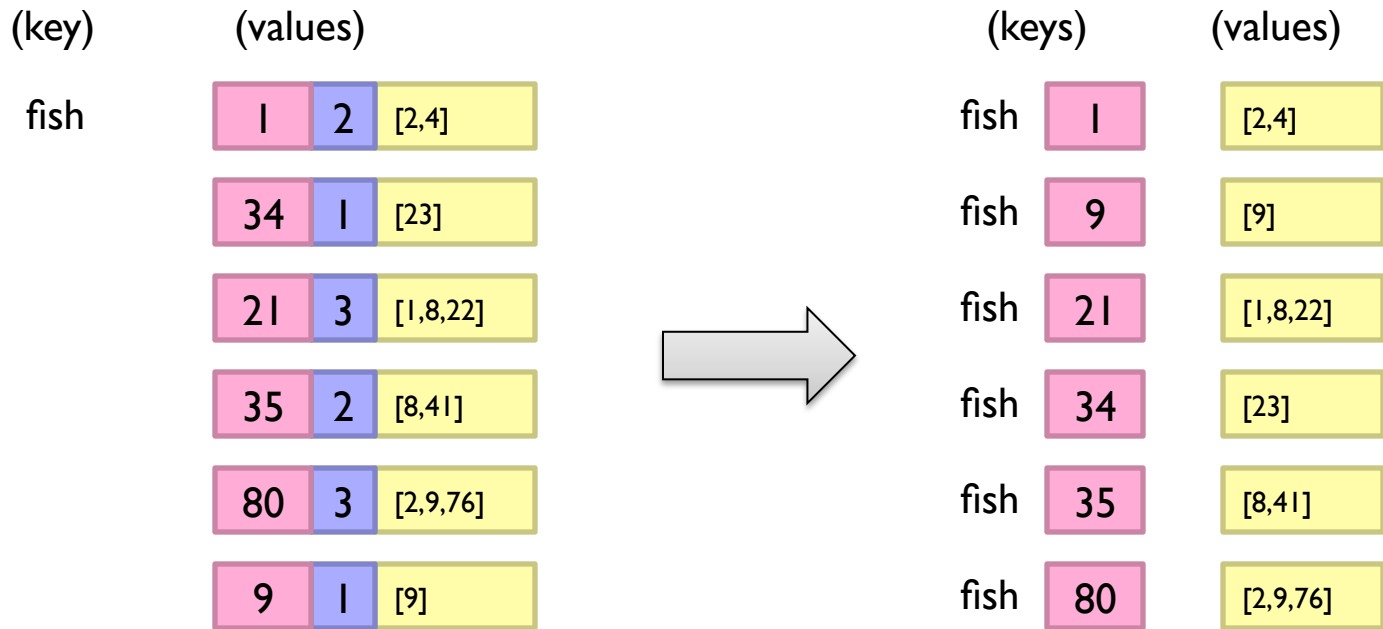 (key) (values) (keys) (values)
fish 1 2 [2,4] fish 1 [2,4]
34 1 [23] fish 9 [9]
21 3 [1,8,22] fish 21 [1,8,22]
35 2 [8,41] fish 34 [23]
80 3 [2,9,76] fish 35 [8,41]
9 1 [9] fish 80 [2,9,76]